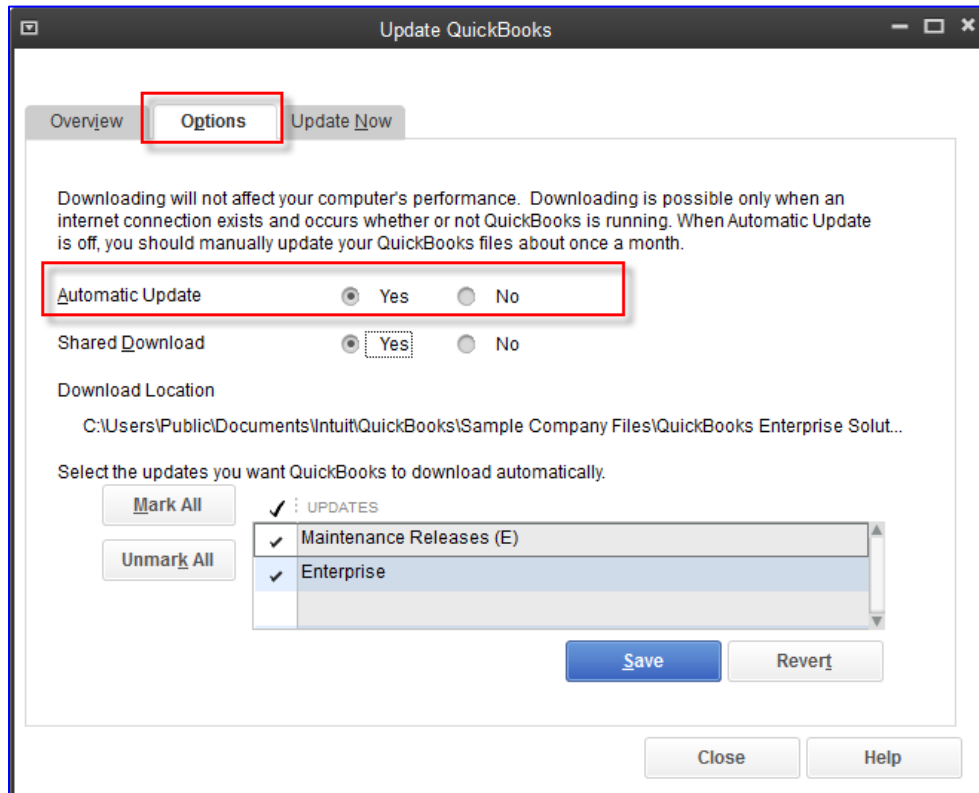 Update QuickBooks
Overview Options Update Now
Downloading will not affect your computer's performance. Downloading is possible only when an
internet connection exists and occurs whether or not QuickBooks is running. When Automatic Update
is off, you should manually update your QuickBooks files about once a month.
Automatic Update Yes No
Shared Download Yes No
Download Location
C:\Users\Public\Documents\Intuit\QuickBooks\Sample Company Files\QuickBooks Enterprise Solut...
Select the updates you want QuickBooks to download automatically.
Mark All
UPDATES
Maintenance Releases (E)
Unmark All
Enterprise
Save Revert
Close Help